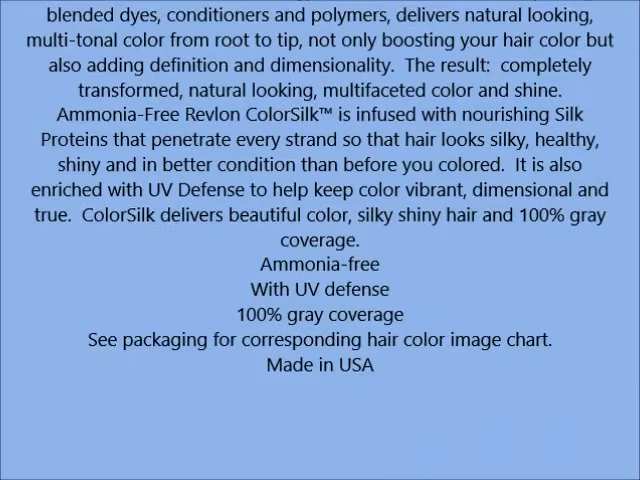 blended dyes, conditioners and polymers, delivers natural looking,
multi-tonal color from root to tip, not only boosting your hair color but
also adding definition and dimensionality.  The result:  completely
transformed, natural looking, multifaceted color and shine.
Ammonia-Free Revlon ColorSilk™ is infused with nourishing Silk
Proteins that penetrate every strand so that hair looks silky, healthy,
shiny and in better condition than before you colored.  It is also
enriched with UV Defense to help keep color vibrant, dimensional and
true.  ColorSilk delivers beautiful color, silky shiny hair and 100% gray
coverage.
Ammonia-free
With UV defense
100% gray coverage
See packaging for corresponding hair color image chart.
Made in USA